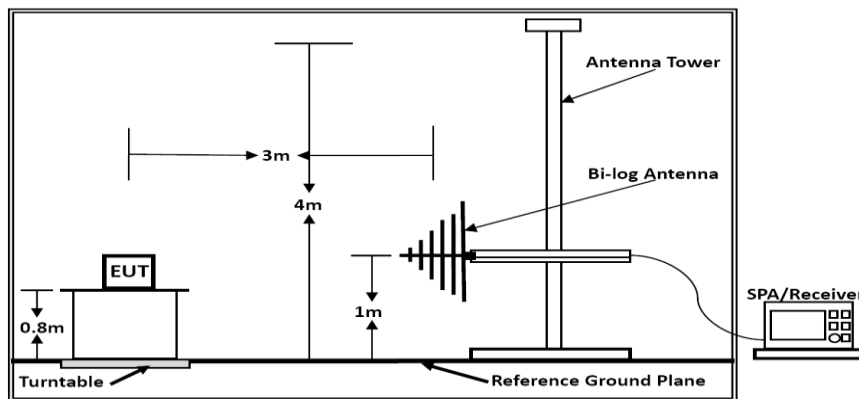 Antenna Tower
3m
Bi-log Antenna
4m
EUT
SPA/Receiver
0.8m
1m
Turntable
Reference Ground Plane